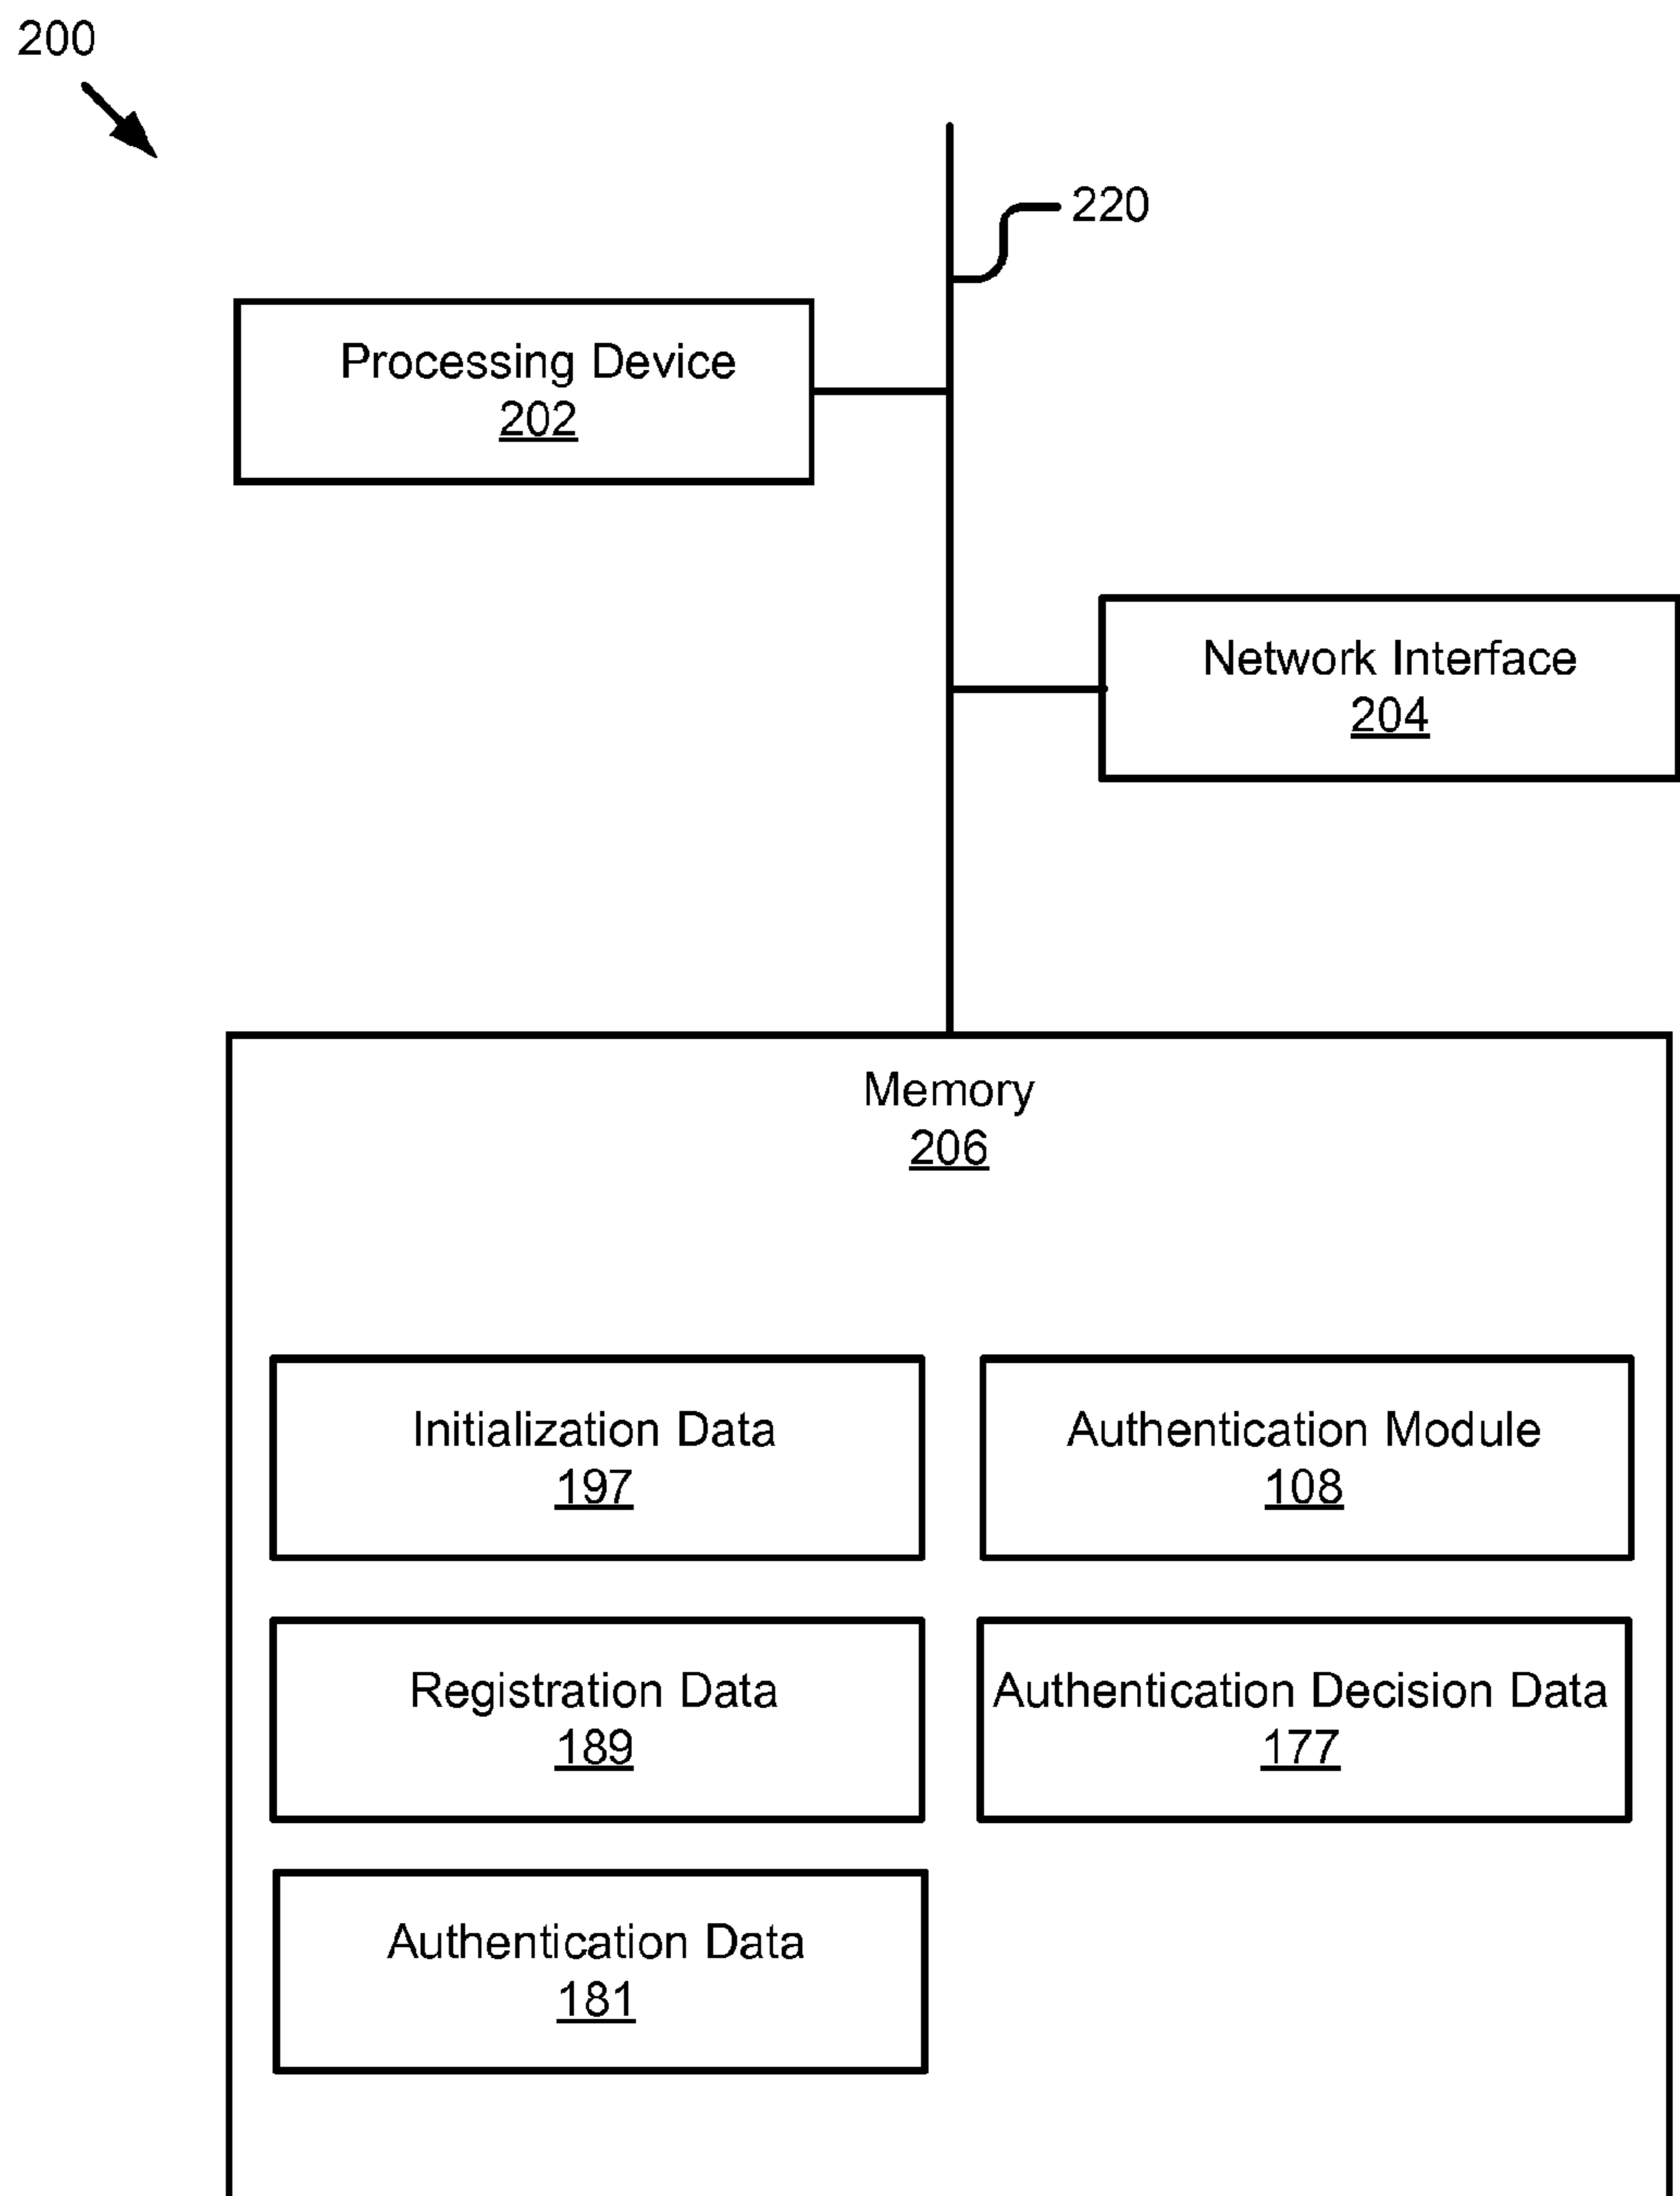 200
220
Processing Device
202
Network Interface
204
Memory
206
Initialization Data
197
Authentication Module
108
Registration Data
189
Authentication Decision Data
177
Authentication Data
181